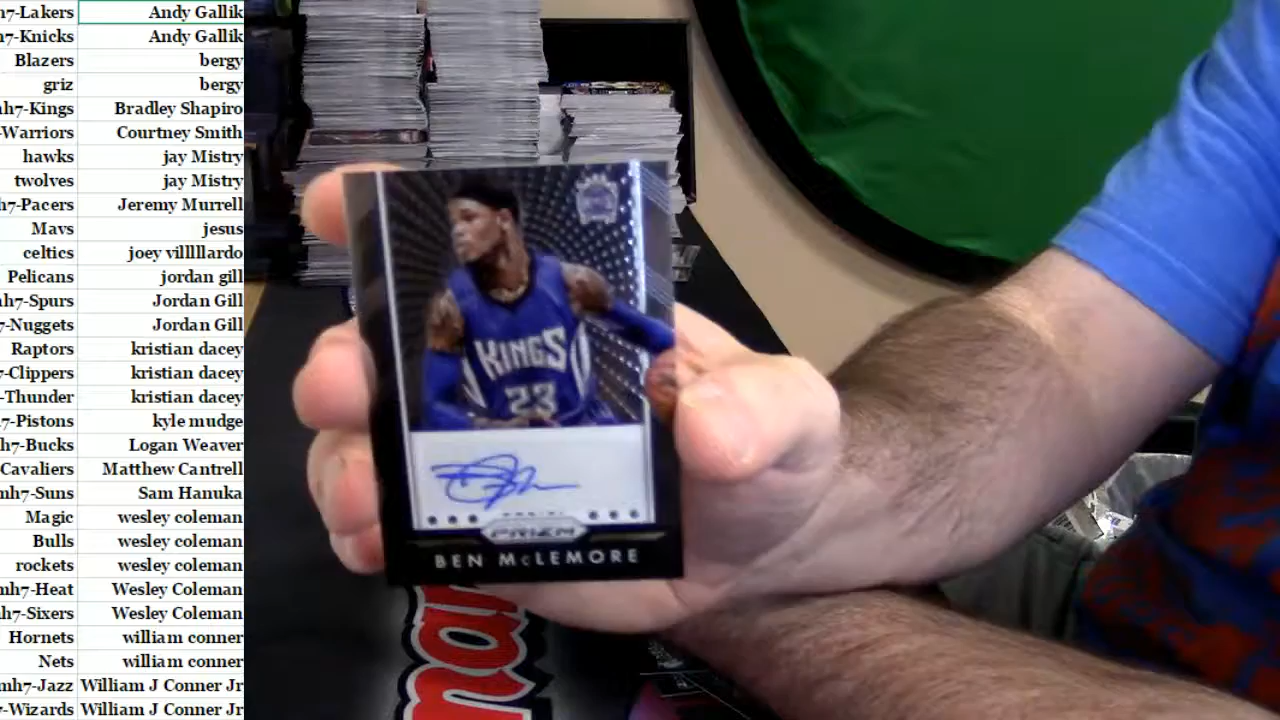 h7-Lakers Andy Gallik
h7-Knicks Andy Gallik
Blazers bergy
griz bergy
h7-Kings Bradley Shapiro
-Warriors Courtney Smith
hawks jay Mistry
twolves jay Mistry
h7-Pacers Jeremy Murrell
Mavs jesus
celtics joey villlllardo
Pelicans jordan gill
h7-Spurs Jordan Gill
7-Nuggets Jordan Gill
Raptors kristian dacey
7-Clippers kristian dacey
-Thunder kristian dacey
7-Pistons kyle mudge
h7-Bucks Logan Weaver
Cavaliers Matthew Cantrell
mh7-Suns Sam Hanuka
Magic wesley coleman
Bulls wesley coleman
rockets wesley coleman
mh7-Heat Wesley Coleman
h7-Sixers Wesley Coleman
Hornets william conner
Nets william conner
mh7-Jazz William J Conner Jr
7-Wizards William J Conner Jr
KINGS
23
PRIZM
BEN McLEMORE